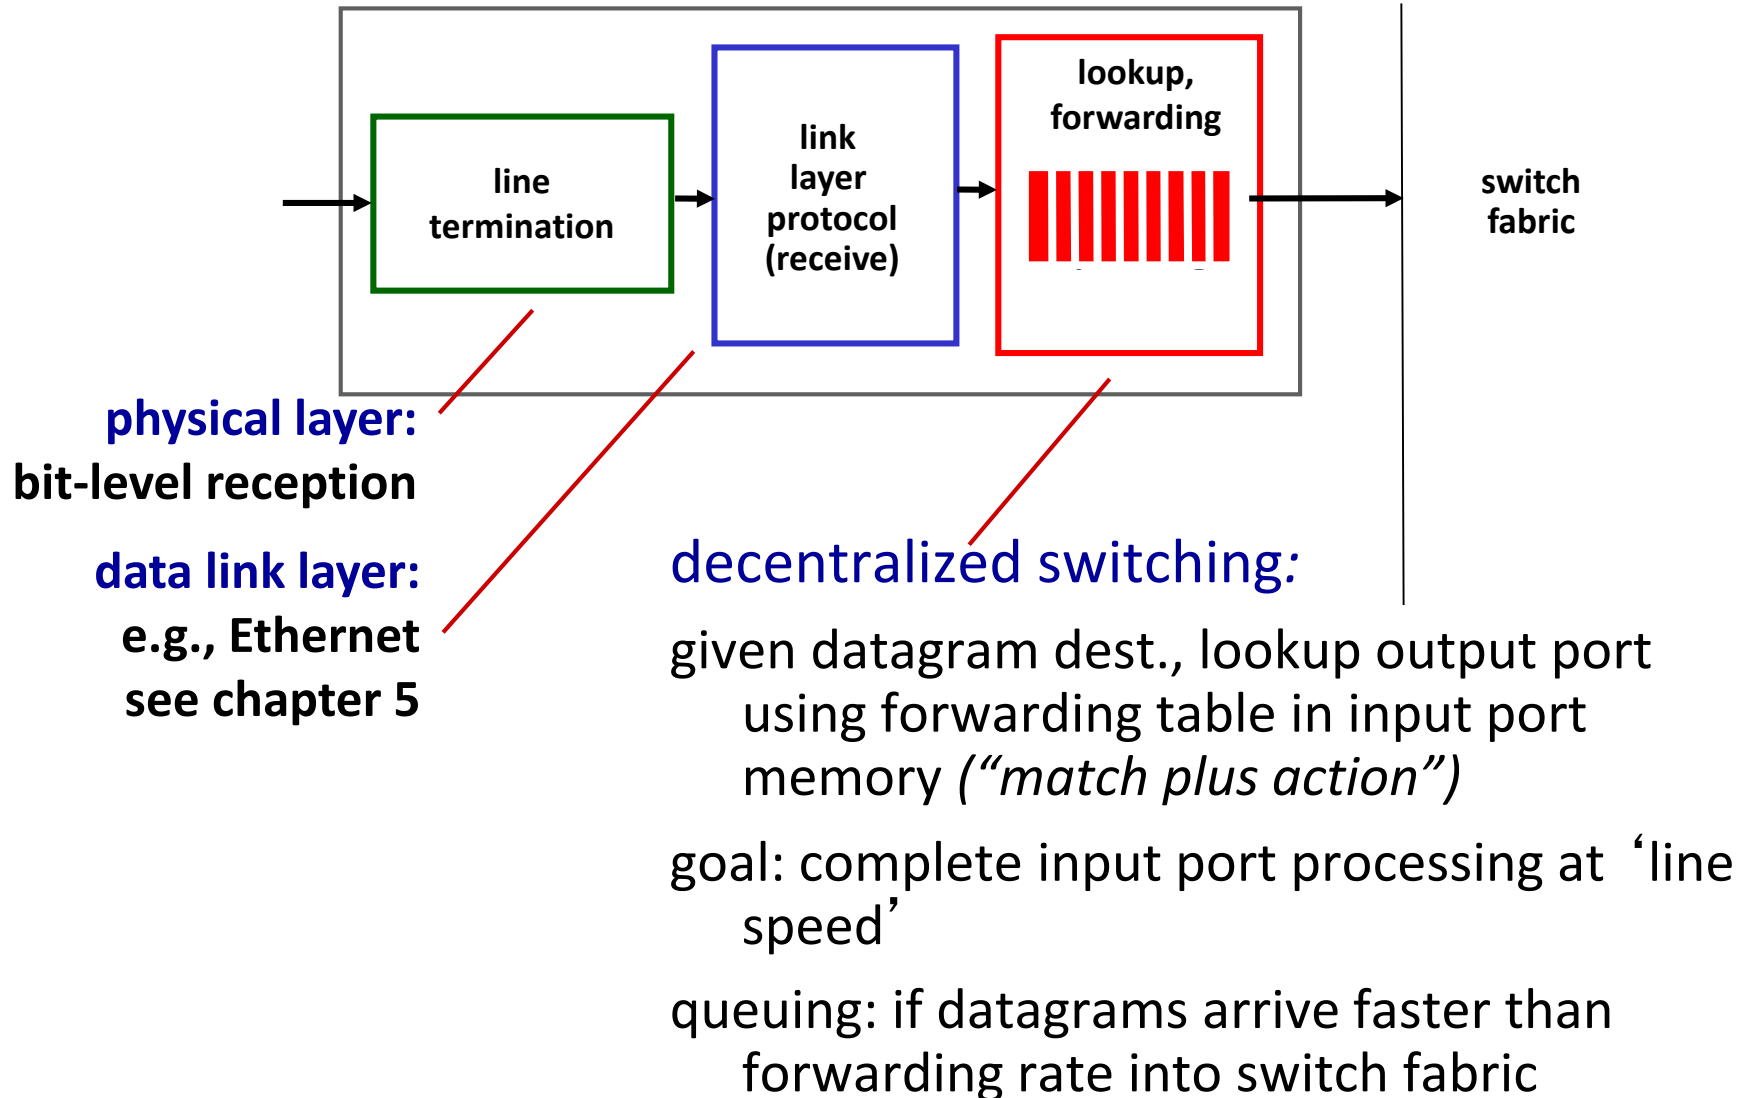 line
termination
link
layer
protocol
(receive)
lookup,
forwarding
switch
fabric
physical layer:
bit-level reception
data link layer:
e.g., Ethernet
see chapter 5
decentralized switching:
given datagram dest., lookup output port
using forwarding table in input port
memory (“match plus action”)
goal: complete input port processing at ‘line
speed’
queuing: if datagrams arrive faster than
forwarding rate into switch fabric